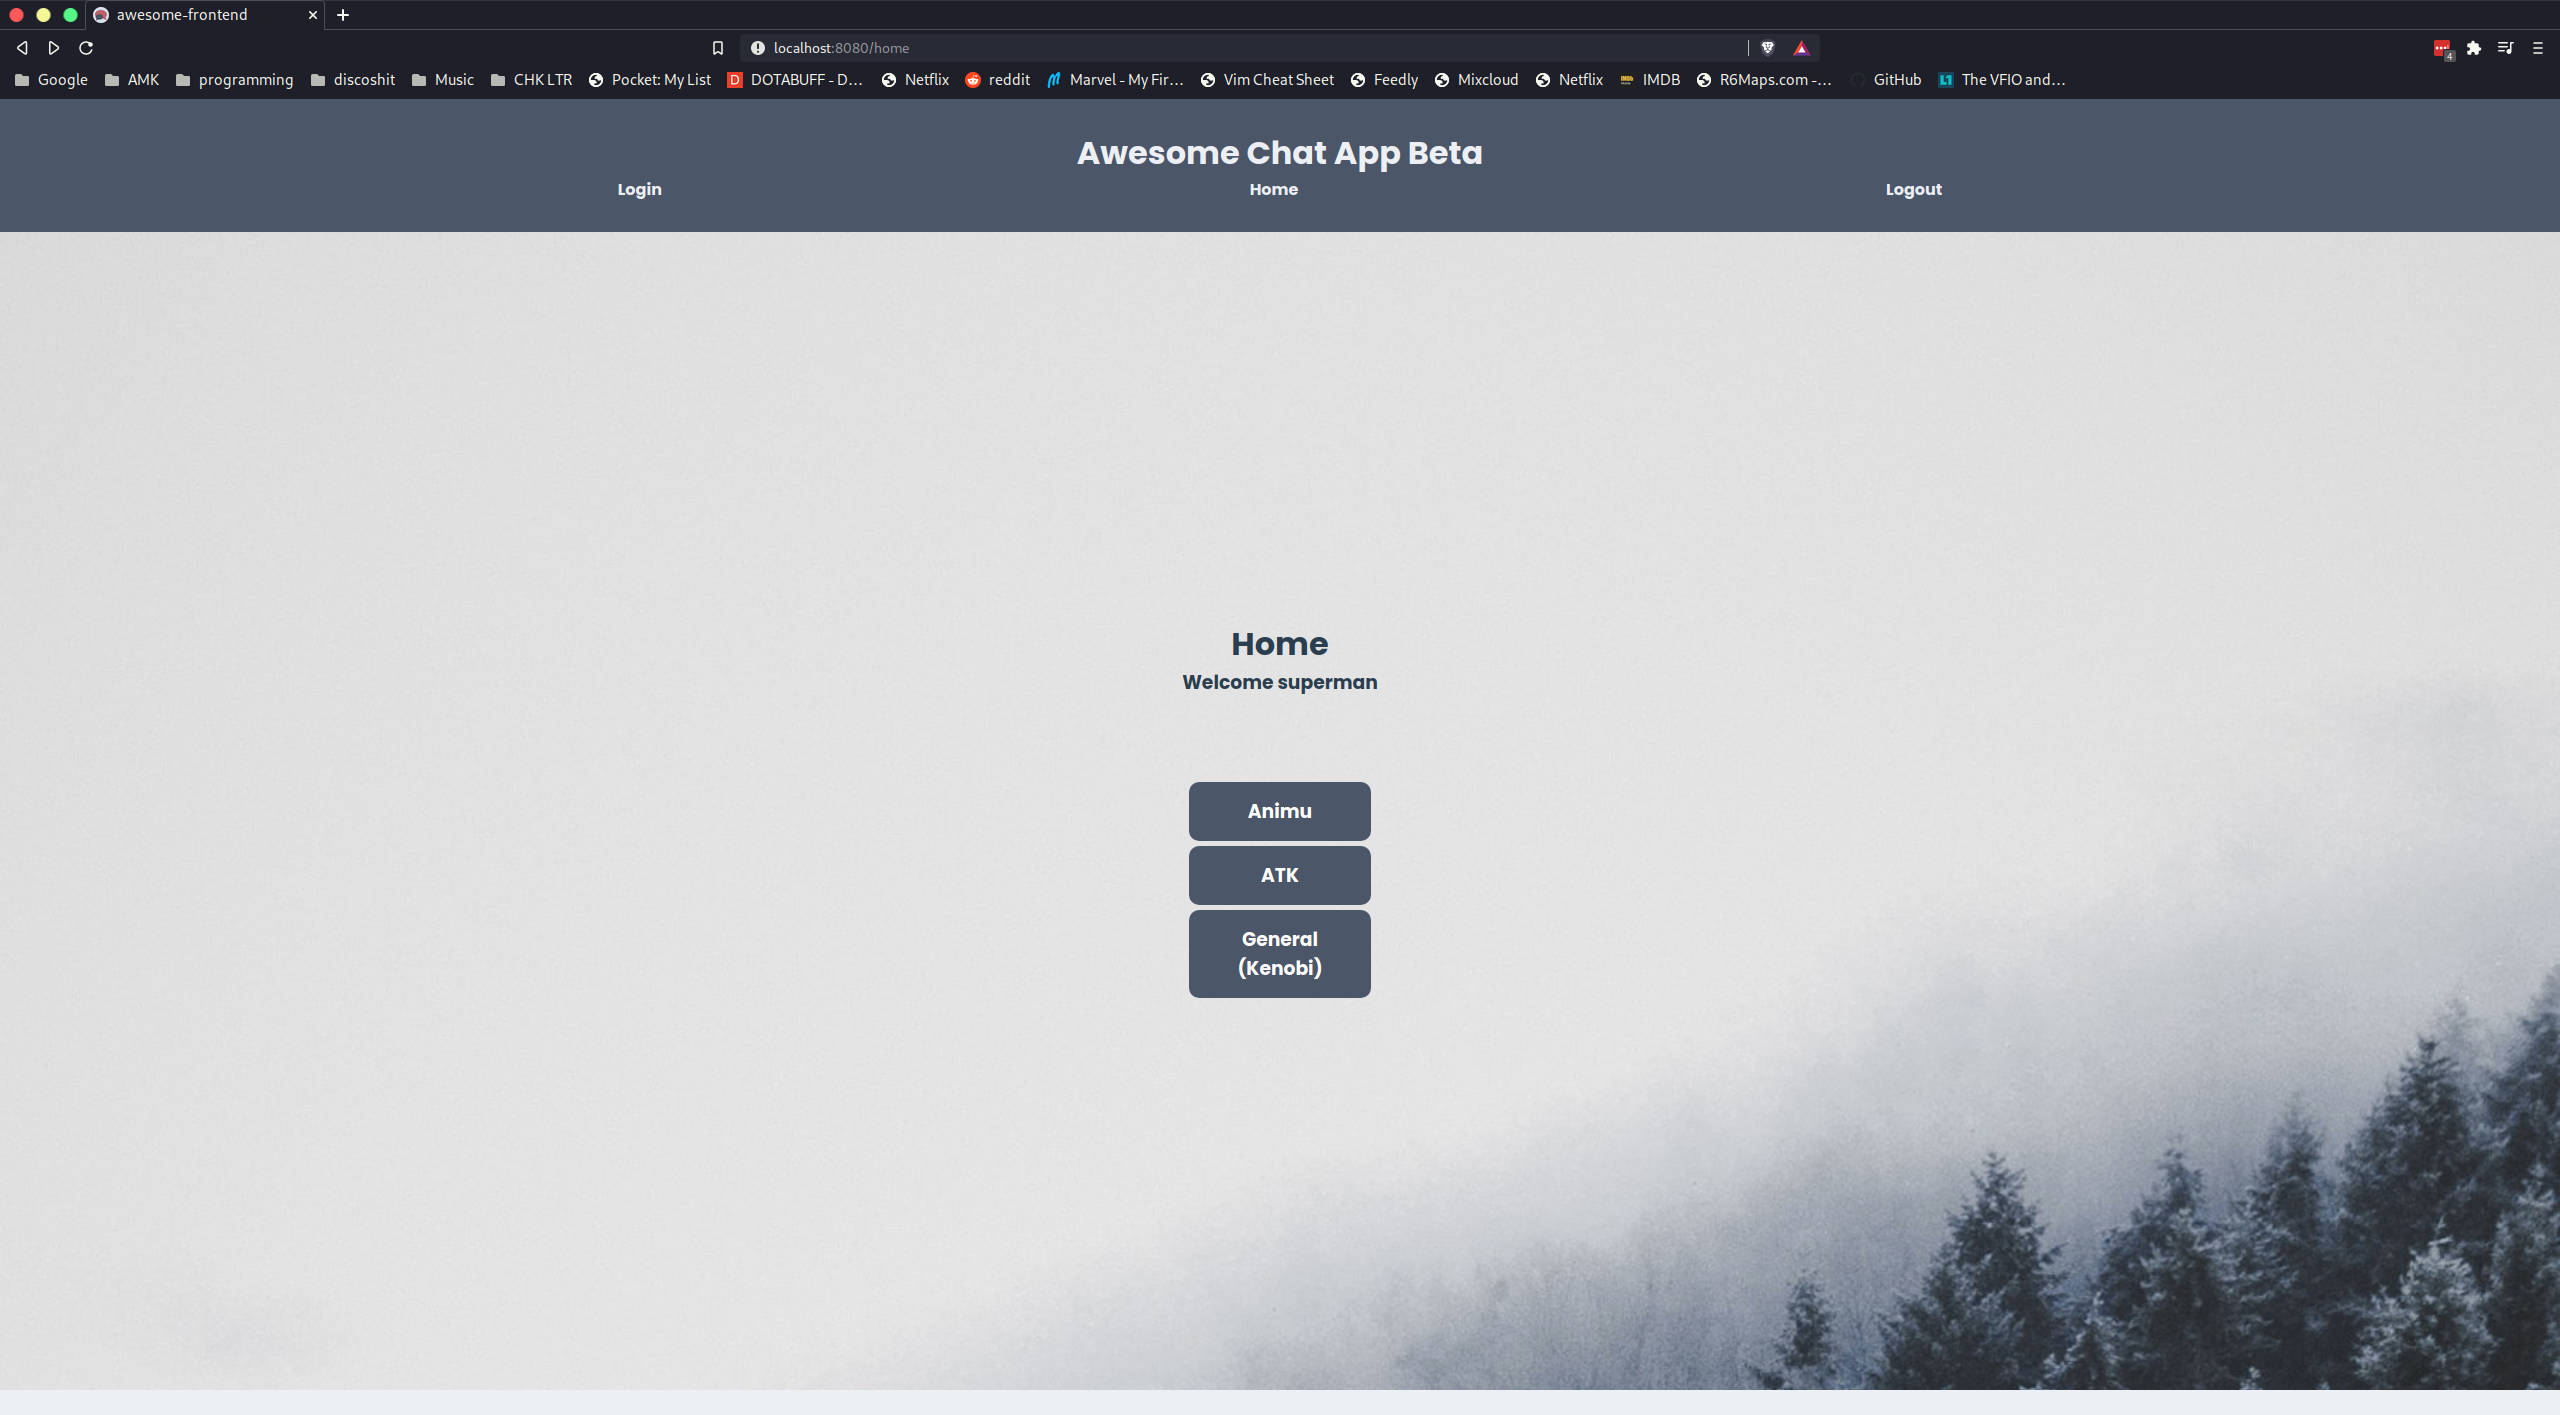 awesome-frontend
localhost:8080/home
4
Google AMK programming discoshit Music CHK LTR Pocket: My List DOTABUFF - D... Netflix reddit Marvel - My Fir... Vim Cheat Sheet Feedly Mixcloud Netflix IMDB R6Maps.com -... GitHub The VFIO and...
Awesome Chat App Beta
Login Home Logout
Home
Welcome superman
Animu
ATK
General
(Kenobi)